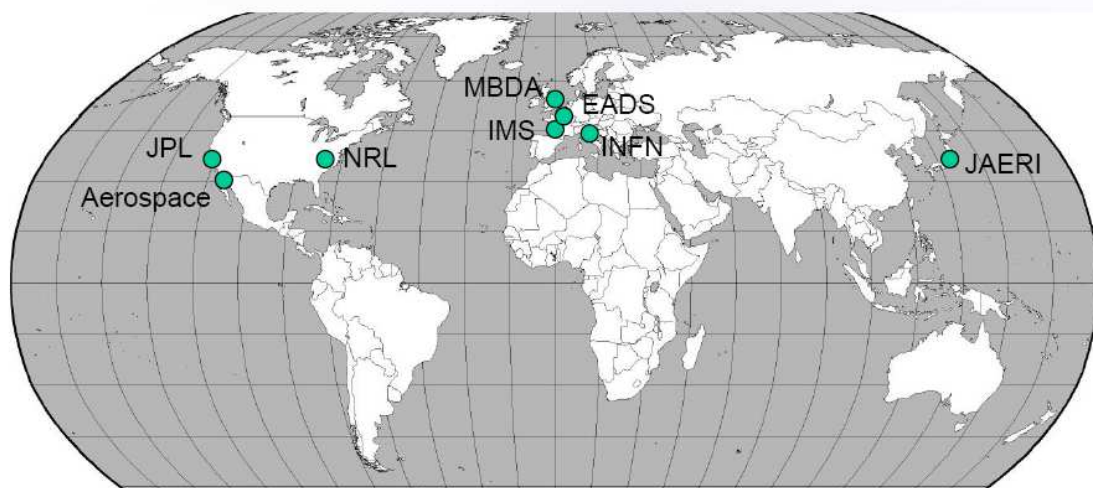 MBDA
EADS
IMS
INFN
JPL
NRL
JAERI
Aerospace